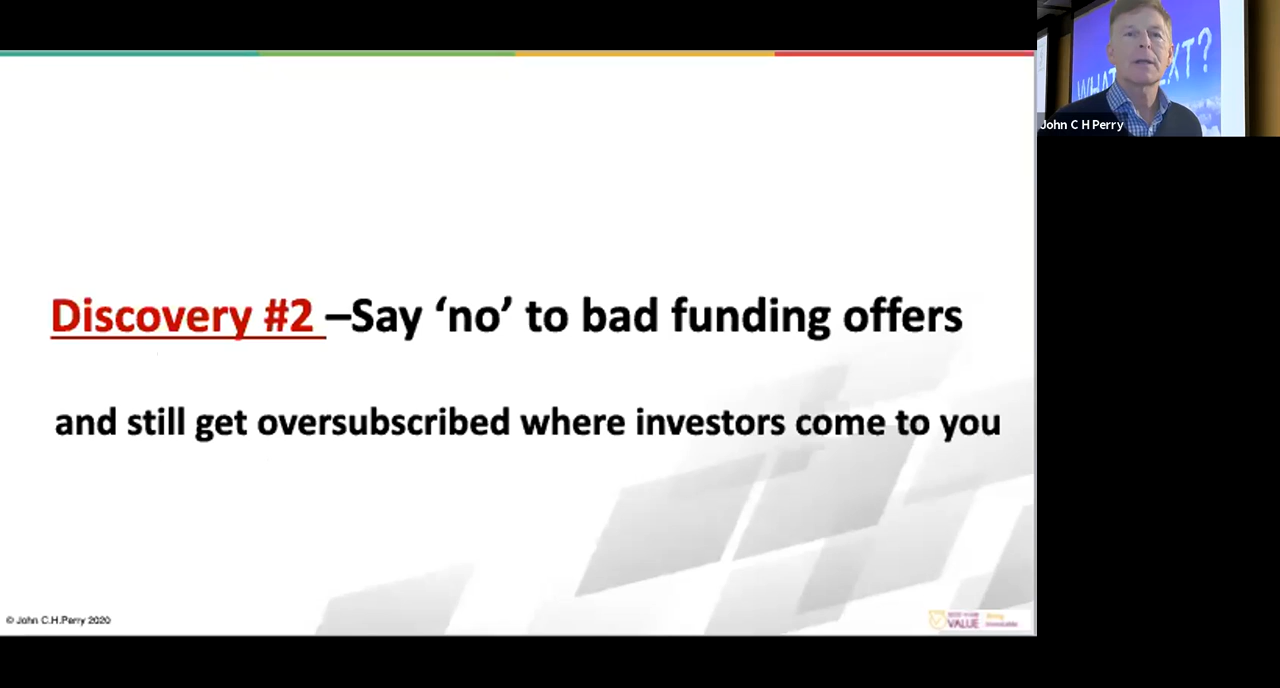 Discovery #2 –Say ‘no’ to bad funding offers
and still get oversubscribed where investors come to you
© John C.H.Perry 2020
VALUE
John C H Perry